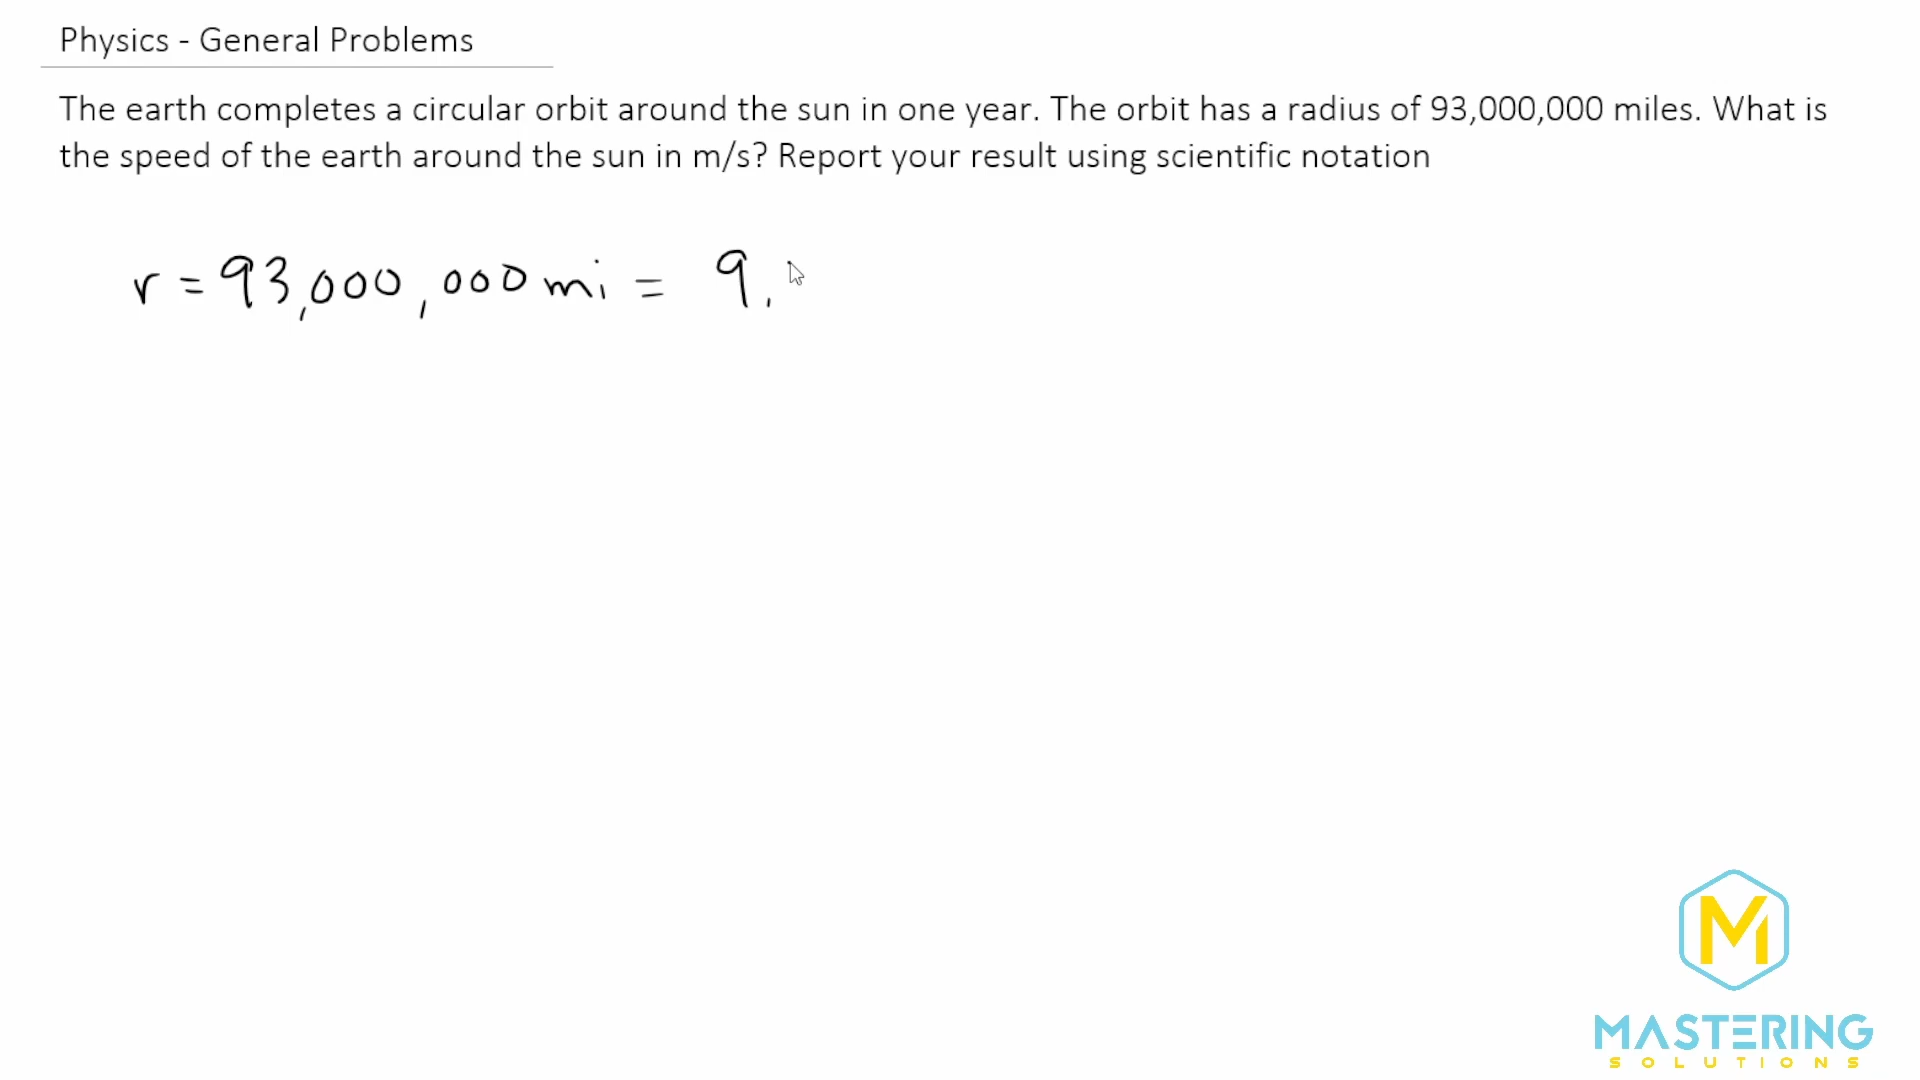 Physics - General Problems
The earth completes a circular orbit around the sun in one year. The orbit has a radius of 93,000,000 miles. What is
the speed of the earth around the sun in m/s? Report your result using scientific notation
r = 93,000,000 mi = 9.
MASTERING
SOLUTIONS